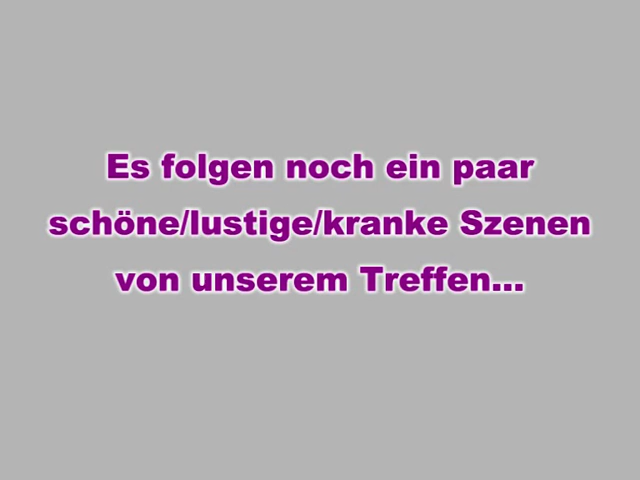 Es folgen noch ein paar
schöne/lustige/kranke Szenen
von unserem Treffen...